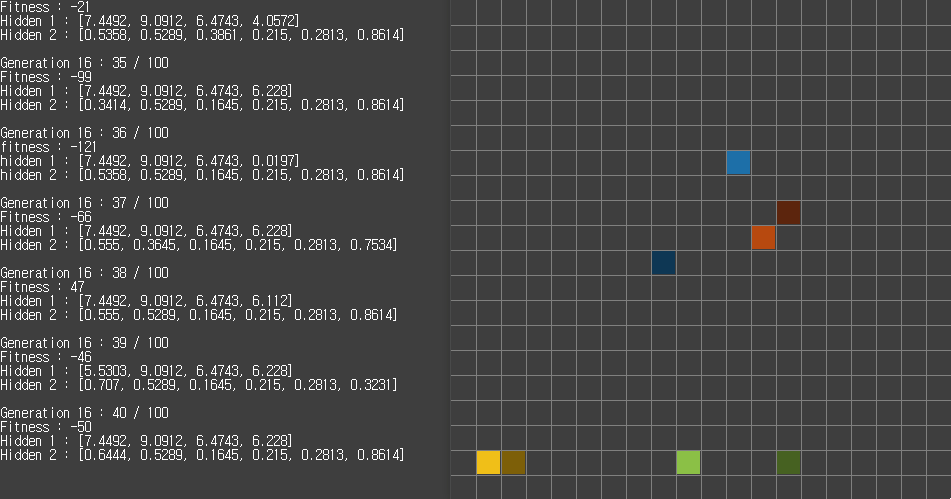 Fitness : -21
Hidden 1 : [7.4492, 9.0912, 6.4743, 4.0572]
Hidden 2 : [0.5358, 0.5289, 0.3861, 0.215, 0.2813, 0.8614]
Generation 16 : 35 / 100
Fitness : -99
Hidden 1 : [7.4492, 9.0912, 6.4743, 6.228]
Hidden 2 : [0.3414, 0.5289, 0.1645, 0.215, 0.2813, 0.8614]
Generation 16 : 36 / 100
fitness : -121
hidden 1 : [7.4492, 9.0912, 6.4743, 0.0197]
hidden 2 : [0.5358, 0.5289, 0.1645, 0.215, 0.2813, 0.8614]
Generation 16 : 37 / 100
Fitness : -66
Hidden 1 : [7.4492, 9.0912, 6.4743, 6.228]
Hidden 2 : [0.555, 0.3645, 0.1645, 0.215, 0.2813, 0.7534]
Generation 16 : 38 / 100
Fitness : 47
Hidden 1 : [7.4492, 9.0912, 6.4743, 6.112]
Hidden 2 : [0.555, 0.5289, 0.1645, 0.215, 0.2813, 0.8614]
Generation 16 : 39 / 100
Fitness : -46
Hidden 1 : [5.5303, 9.0912, 6.4743, 6.228]
Hidden 2 : [0.707, 0.5289, 0.1645, 0.215, 0.2813, 0.3231]
Generation 16 : 40 / 100
Fitness : -50
Hidden 1 : [7.4492, 9.0912, 6.4743, 6.228]
Hidden 2 : [0.6444, 0.5289, 0.1645, 0.215, 0.2813, 0.8614]